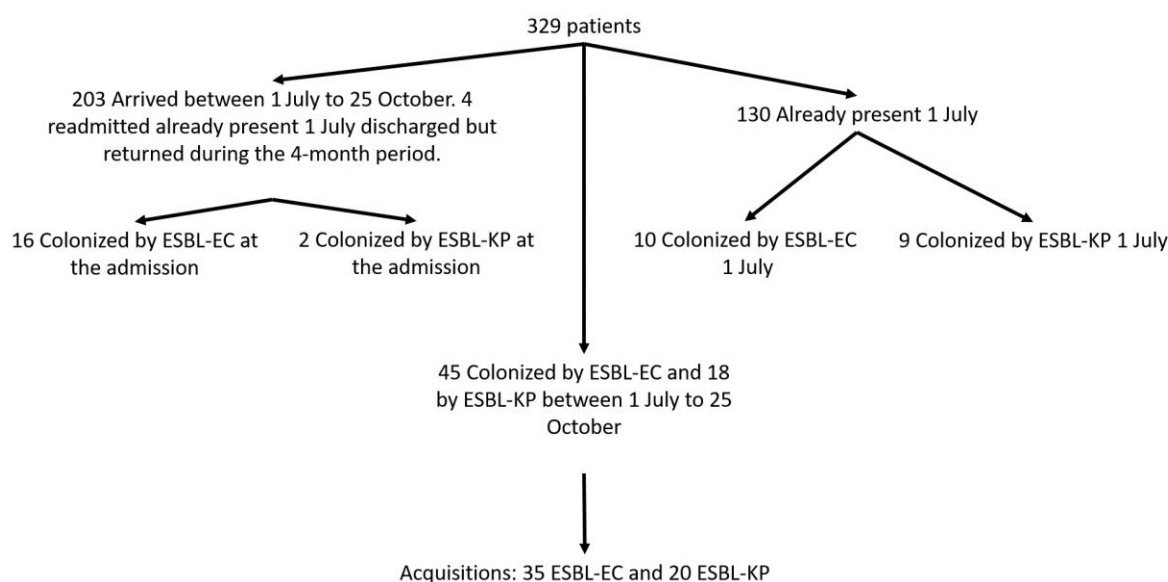 329 patients
203 Arrived between 1 July to 25 October. 4
readmitted already present 1 July discharged but
returned during the 4-month period.
130 Already present 1 July
16 Colonized by ESBL-EC at
the admission
2 Colonized by ESBL-KP at
the admission
10 Colonized by ESBL-EC
1 July
9 Colonized by ESBL-KP 1 July
45 Colonized by ESBL-EC and 18
by ESBL-KP between 1 July to 25
October
Acquisitions: 35 ESBL-EC and 20 ESBL-KP